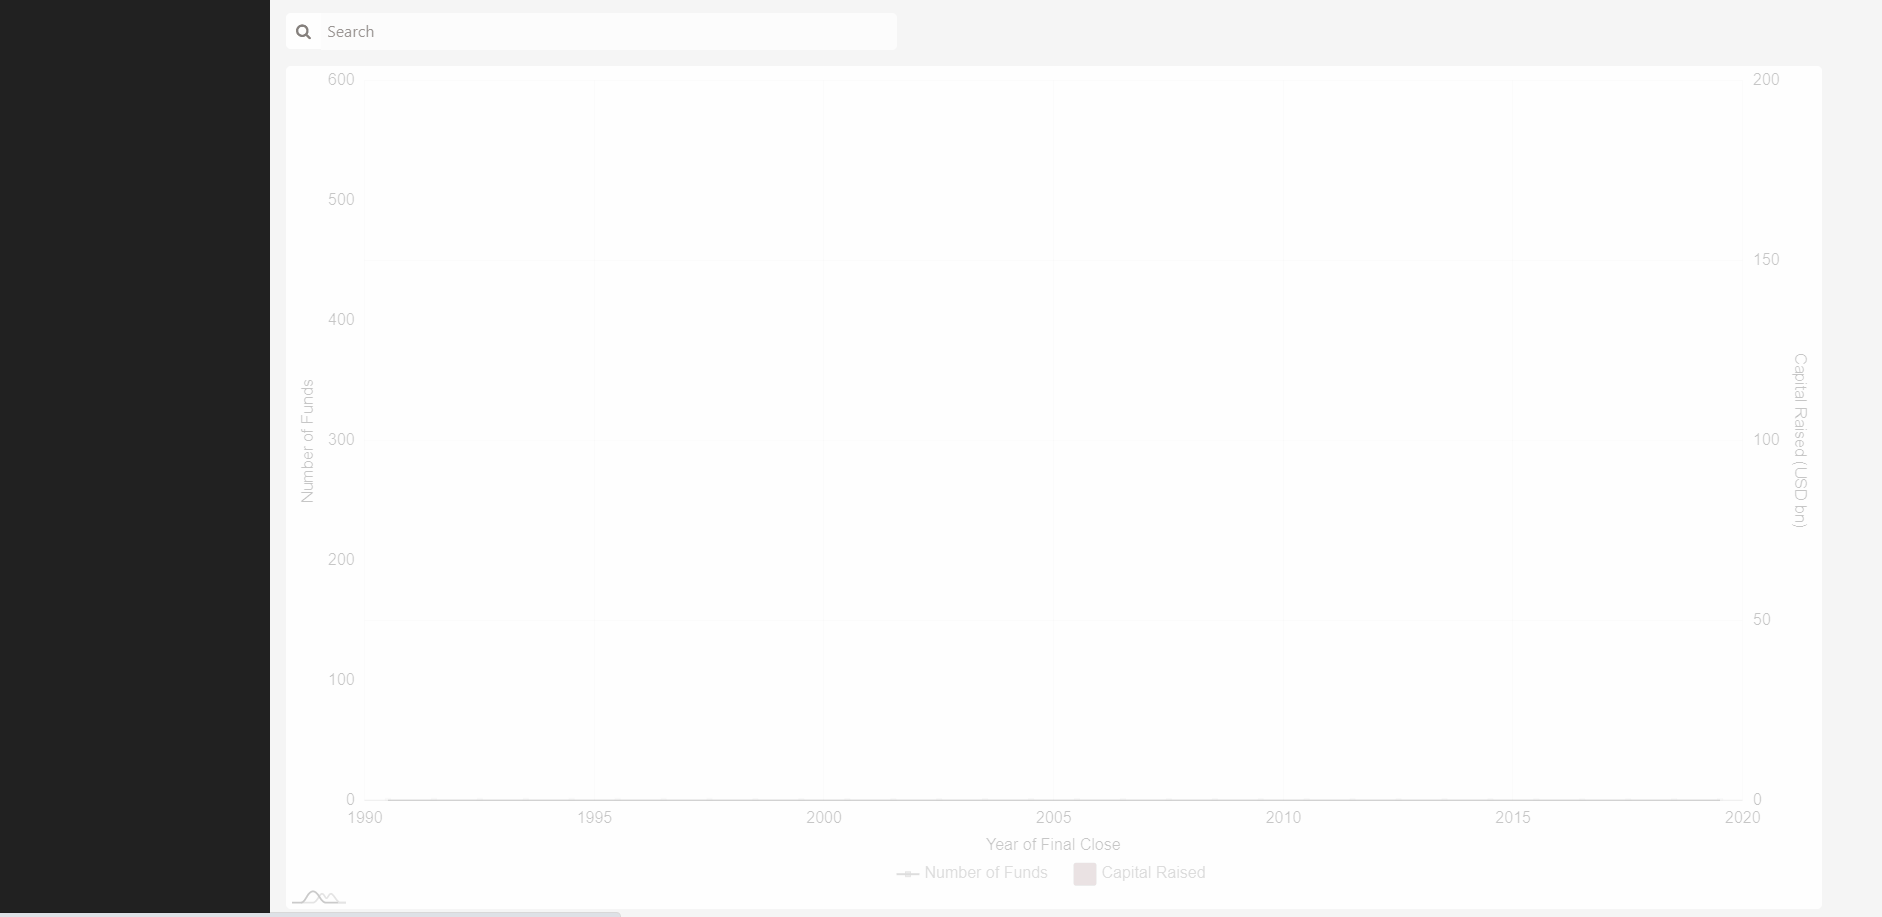 Search
600
500
400
300
200
100
0
Number of Funds
200
150
100
50
0
Capital Raised (USD bn)
1990 1995 2000 2005 2010 2015 2020
Year of Final Close
Number of Funds Capital Raised